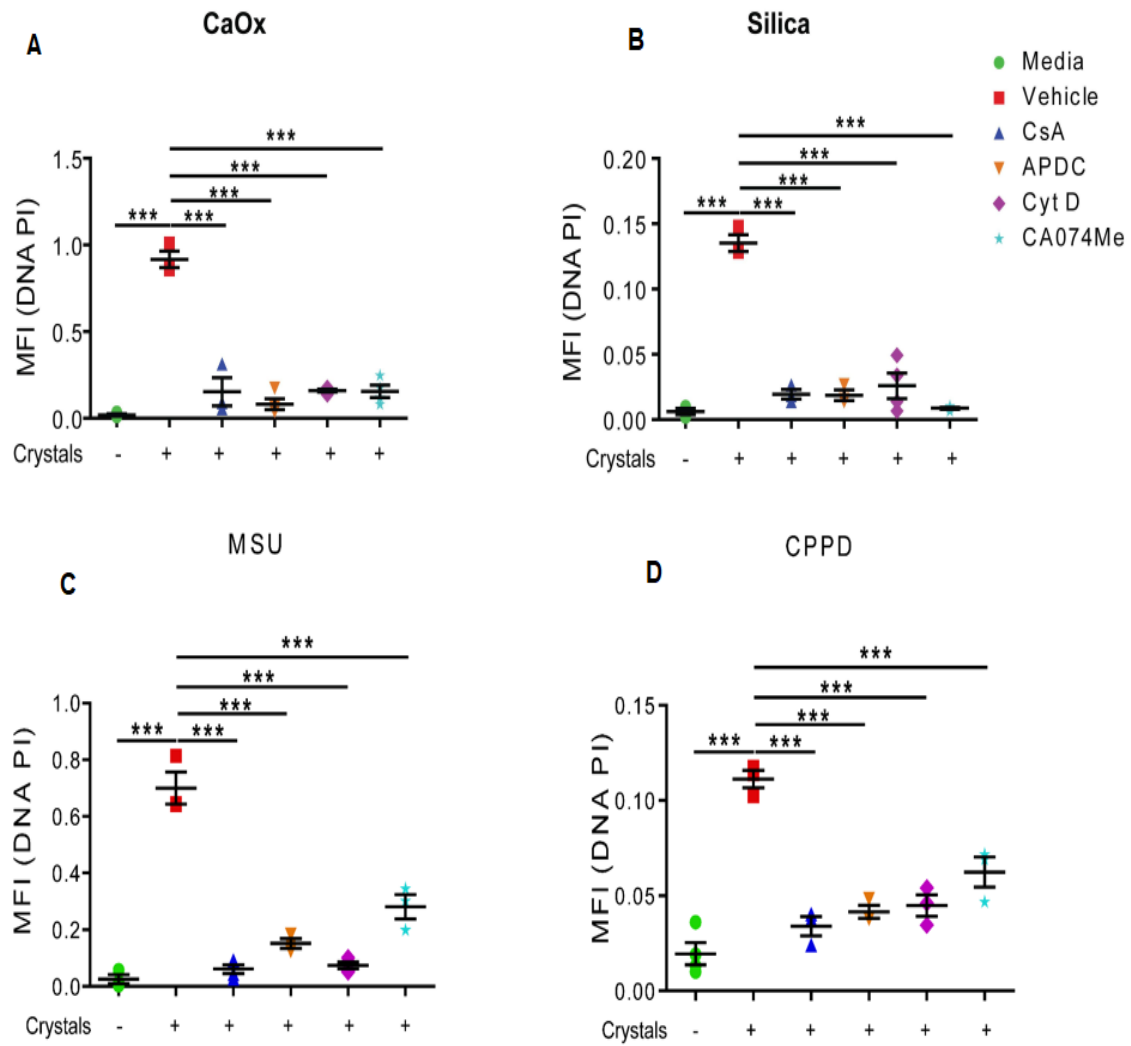 CaOx
A
MFI (DNA PI)
1.5
1.0
0.5
0.0
***
***
***
*** ***
Crystals - + + + + +
Silica
B
MFI (DNA PI)
0.20
0.15
0.10
0.05
0.00
***
***
***
*** ***
Crystals - + + + + +
Media
Vehicle
CsA
APDC
Cyt D
CA074Me
MSU
C
MFI (DNA PI)
1.0
0.8
0.6
0.4
0.2
0.0
***
***
***
*** ***
Crystals - + + + + +
CPPD
D
MFI (DNA PI)
0.15
0.10
0.05
0.00
***
***
***
*** ***
Crystals - + + + + +